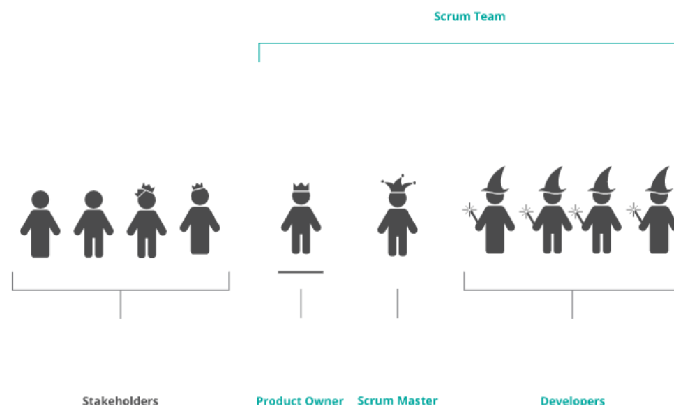 Scrum Team
Stakeholders
Product Owner
Scrum Master
Developers